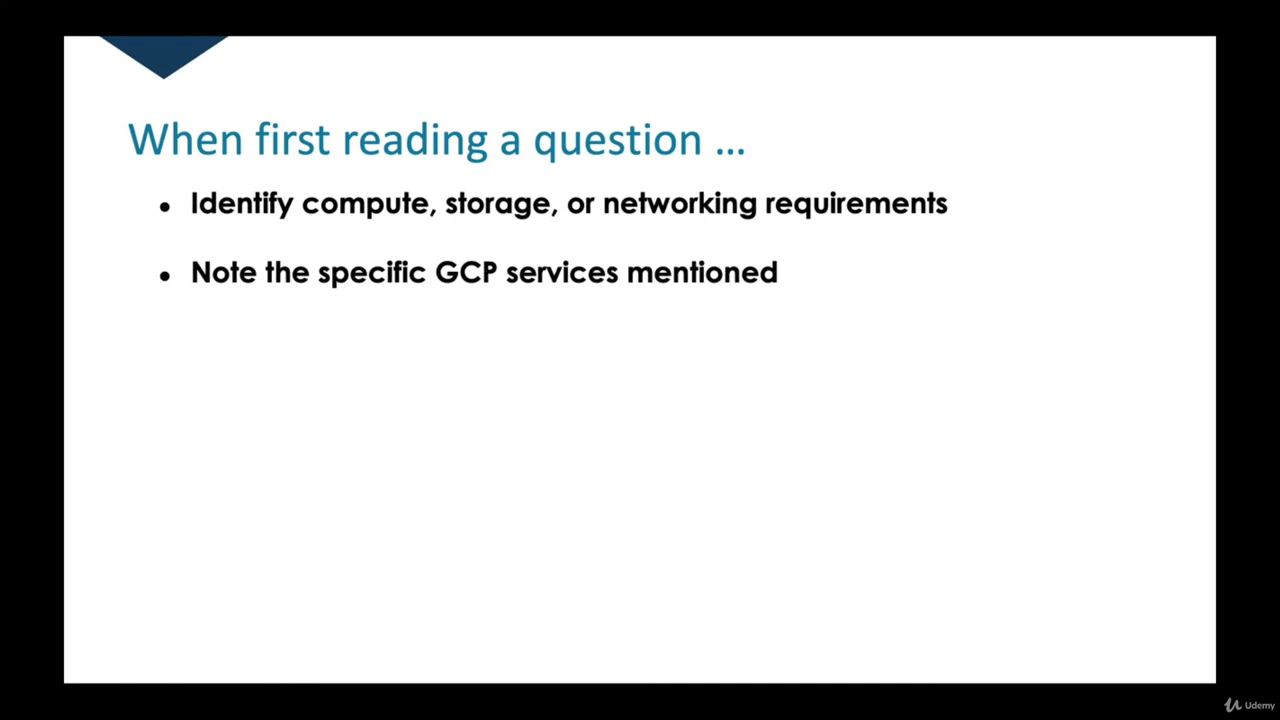 When first reading a question ...
• Identify compute, storage, or networking requirements
• Note the specific GCP services mentioned
Udemy